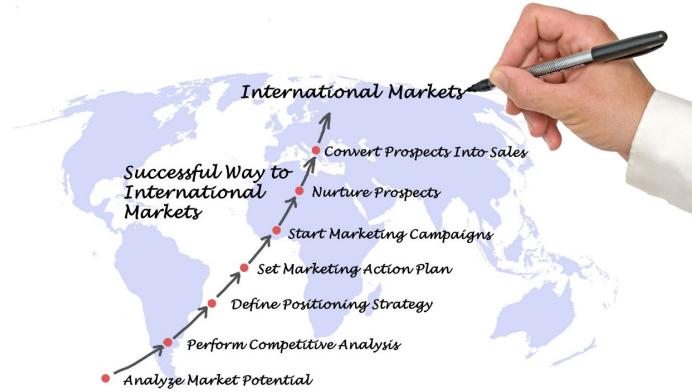 International Markets
Convert Prospects Into Sales
Successful Way to
International
Markets
Nurture Prospects
Start Marketing Campaigns
Set Marketing Action Plan
Define Positioning Strategy
Perform Competitive Analysis
Analyze Market Potential